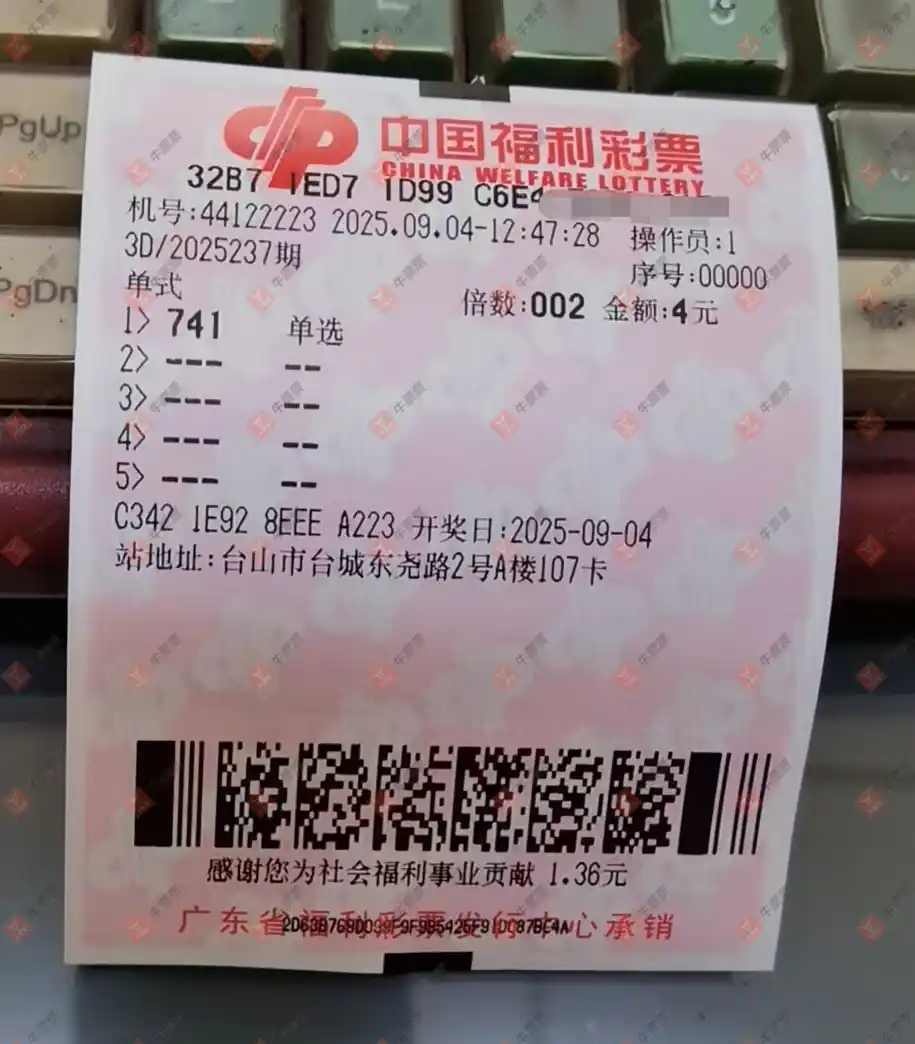 PgUp
PgDn
中国福利彩票
CHINA WELFARE LOTTERY
32B7 1ED7 1D99 C6E4
机号:44122223 2025.09.04-12:47:28 操作员:1
3D/2025237期 序号:00000
单式 倍数:002 金额:4元
1> 741 单选
2> --- --
3> --- --
4> --- --
5> --- --
C342 1E92 8EEE A223 开奖日:2025-09-04
站地址:台山市台城东尧路2号A楼107卡
感谢您为社会福利事业贡献 1.36元
广东省福利彩票发行中心承销